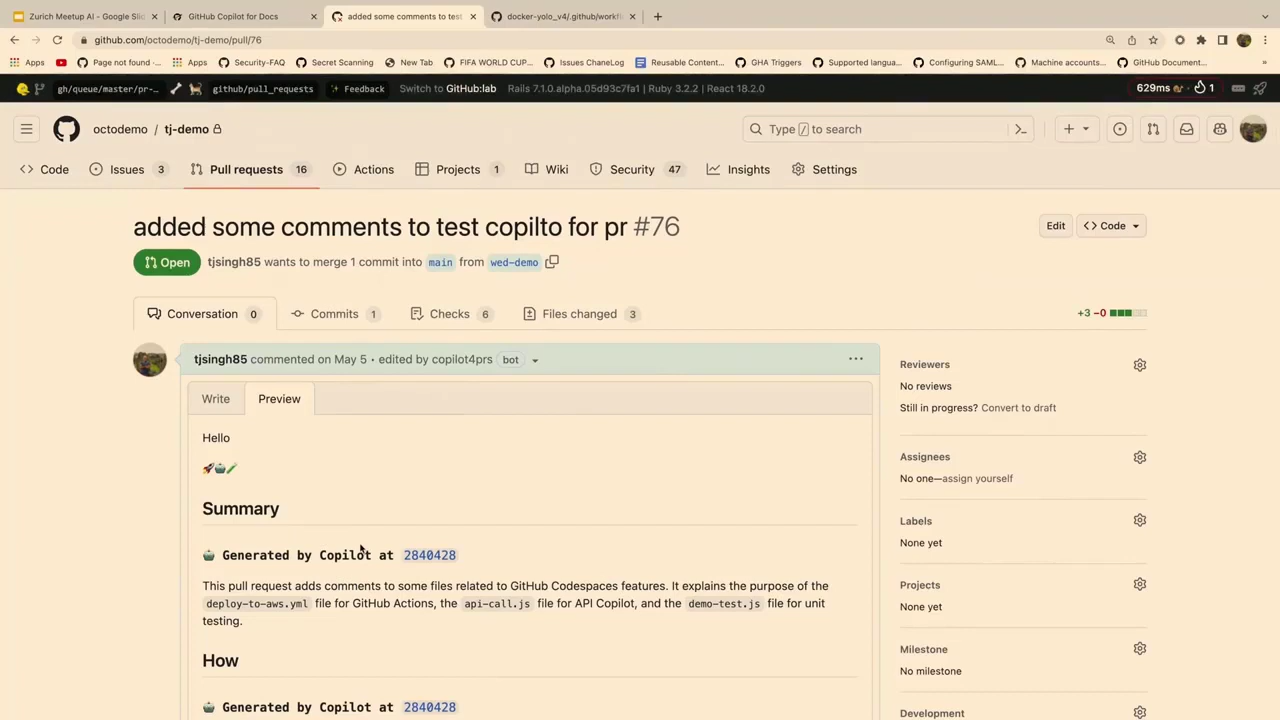 Zurich Meetup AI - Google Slid
GitHub Copilot for Docs
added some comments to test
docker-yolo_v4/.github/workfl
github.com/octodemo/tj-demo/pull/76
Apps
Page not found ·...
Apps
Security-FAQ
Secret Scanning
New Tab
FIFA WORLD CUP...
Issues ChaneLog
Reusable Content...
GHA Triggers
Supported langua...
Configuring SAML...
Machine accounts...
GitHub Document...
»
gh/queue/master/pr-...
github/pull_requests
Feedback
Switch to GitHub:lab
Rails 7.1.0.alpha.05d93c7fa1 | Ruby 3.2.2 | React 18.2.0
629ms
1
octodemo / tj-demo
Type / to search
Code
Issues 3
Pull requests 16
Actions
Projects 1
Wiki
Security 47
Insights
Settings
added some comments to test copilto for pr #76
Edit
Code
Open
tjsingh85 wants to merge 1 commit into main from wed-demo
Conversation 0
Commits 1
Checks 6
Files changed 3
+3 −0
tjsingh85 commented on May 5 • edited by copilot4prs bot
Write
Preview
Hello
Summary
Generated by Copilot at 2840428
This pull request adds comments to some files related to GitHub Codespaces features. It explains the purpose of the
deploy-to-aws.yml file for GitHub Actions, the api-call.js file for API Copilot, and the demo-test.js file for unit
testing.
How
Generated by Copilot at 2840428
Reviewers
No reviews
Still in progress? Convert to draft
Assignees
No one—assign yourself
Labels
None yet
Projects
None yet
Milestone
No milestone
Development